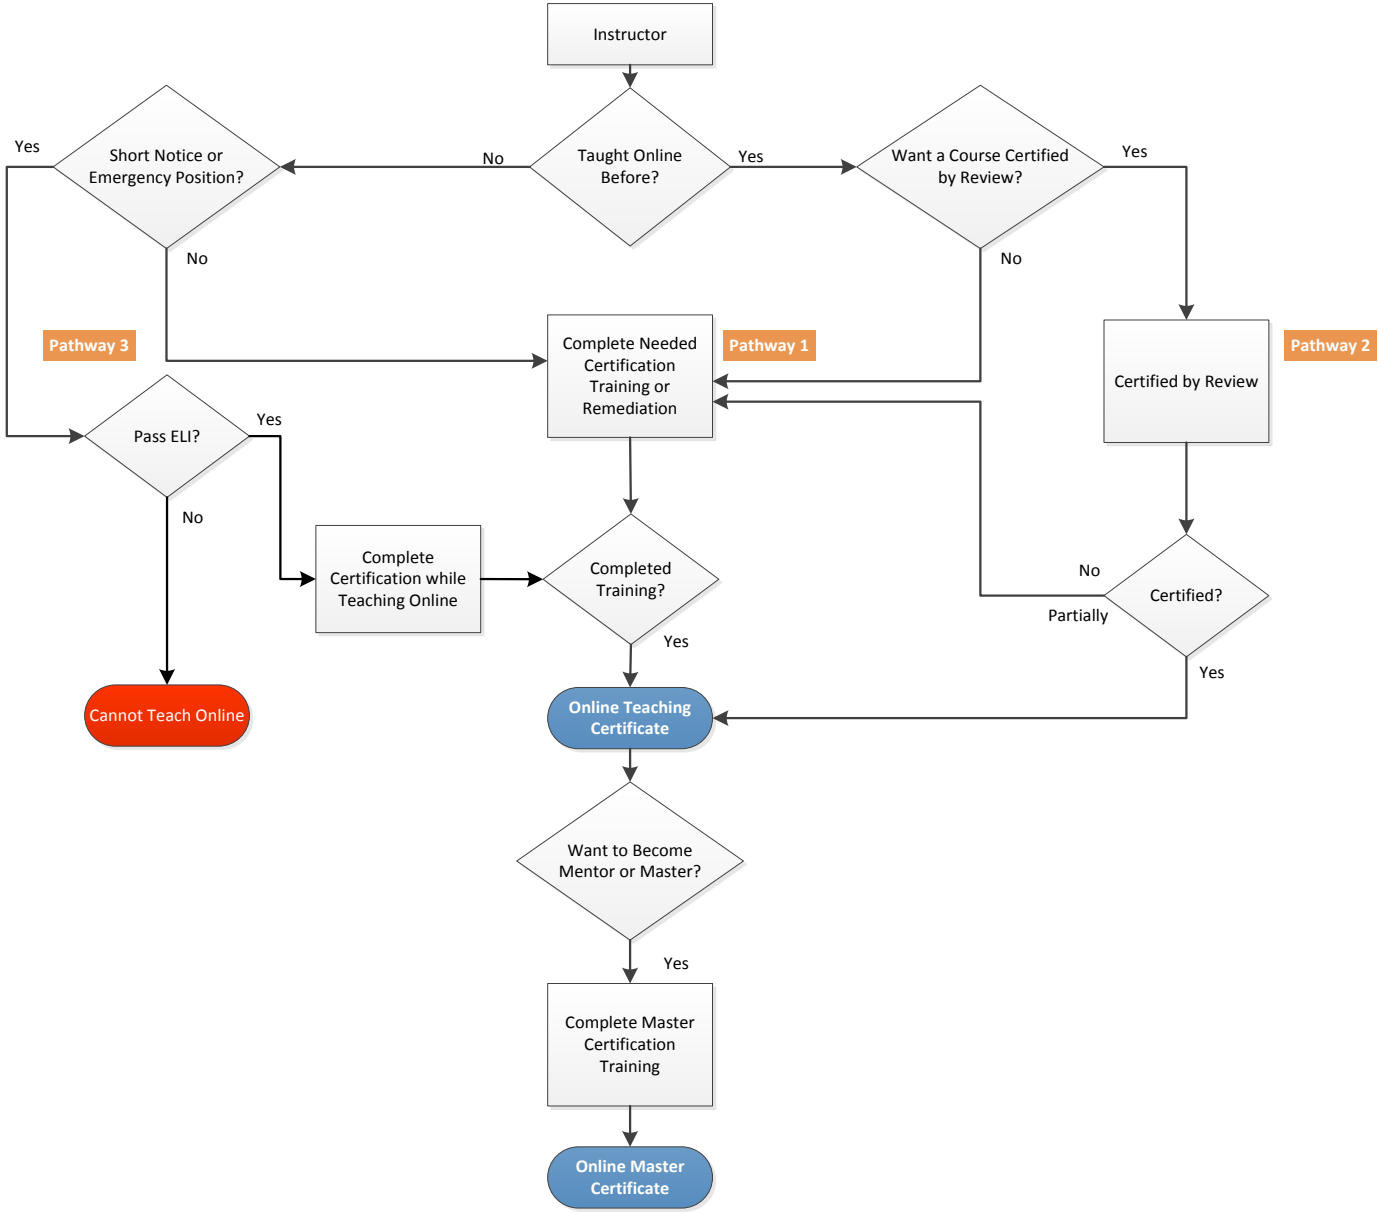 Instructor
Yes
Short Notice or
Emergency Position?
No
Taught Online
Before?
Yes
Want a Course Certified
by Review?
Yes
No
No
Pathway 3
Complete Needed
Certification
Training or
Remediation
Pathway 1
Certified by Review
Pathway 2
Pass ELI?
Yes
No
Complete
Certification while
Teaching Online
Completed
Training?
Yes
No
Partially
Certified?
Yes
Cannot Teach Online
Online Teaching
Certificate
Want to Become
Mentor or Master?
Yes
Complete Master
Certification
Training
Online Master
Certificate